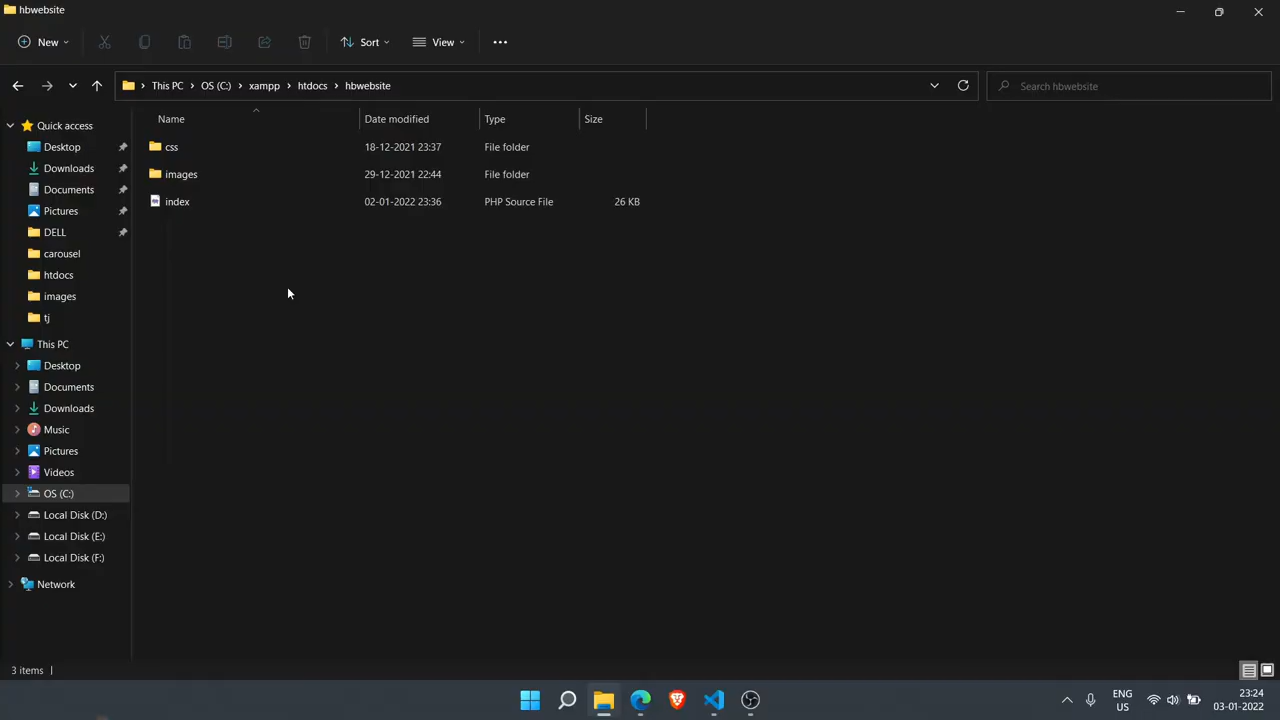 hbwebsite
New
Sort
View
This PC
OS (C:)
xampp
htdocs
hbwebsite
Search hbwebsite
Name
Date modified
Type
Size
css
18-12-2021 23:37
File folder
images
29-12-2021 22:44
File folder
index
02-01-2022 23:36
PHP Source File
26 KB
Quick access
Desktop
Downloads
Documents
Pictures
DELL
carousel
htdocs
images
tj
This PC
Desktop
Documents
Downloads
Music
Pictures
Videos
OS (C:)
Local Disk (D:)
Local Disk (E:)
Local Disk (F:)
Network
3 items
ENG
US
23:24
03-01-2022